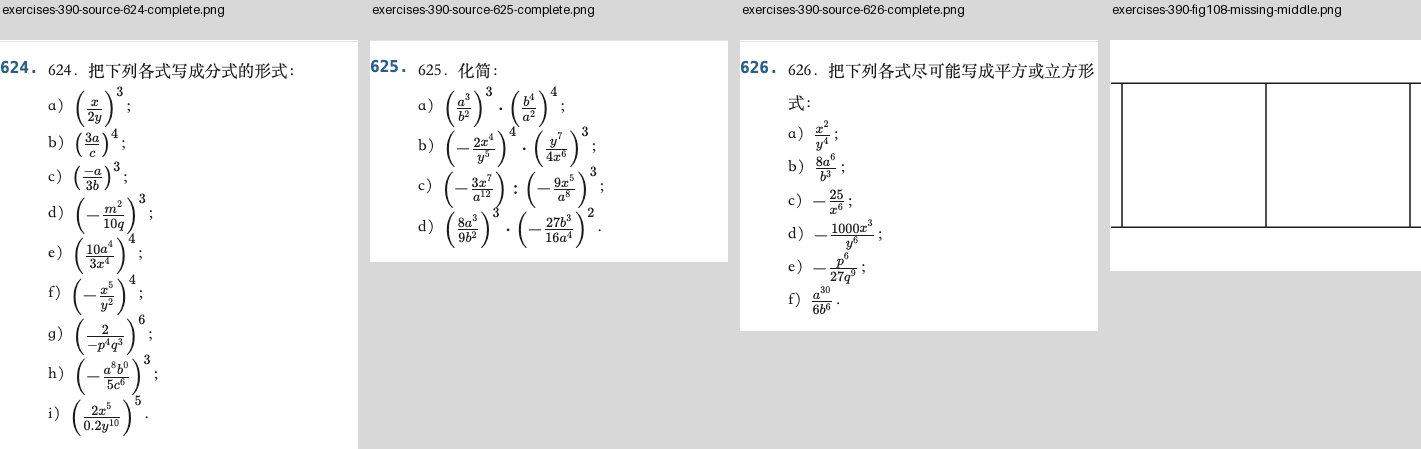 exercises-390-source-624-complete.png
624. 624. 把下列各式写成分式的形式:
a) (x/2y)^3;
b) (3a/c)^4;
c) (-a/3b)^3;
d) (-m^2/10q)^3;
e) (10a^4/3x^4)^4;
f) (-x^5/y^2)^4;
g) (2/-p^4q^3)^6;
h) (-a^8b^0/5c^6)^3;
i) (2x^5/0.2y^10)^5.
exercises-390-source-625-complete.png
625. 625. 化简:
a) (a^3/b^2)^3 · (b^4/a^2)^4;
b) (-2x^4/y^5)^4 · (y^7/4x^6)^3;
c) (-3x^7/a^12) : (-9x^5/a^8)^3;
d) (8a^3/9b^2)^3 · (-27b^3/16a^4)^2.
exercises-390-source-626-complete.png
626. 626. 把下列各式尽可能写成平方或立方形
式:
a) x^2/y^4;
b) 8a^6/b^3;
c) -25/x^6;
d) -1000x^3/y^6;
e) -p^6/27q^9;
f) a^30/6b^6.
exercises-390-fig108-missing-middle.png